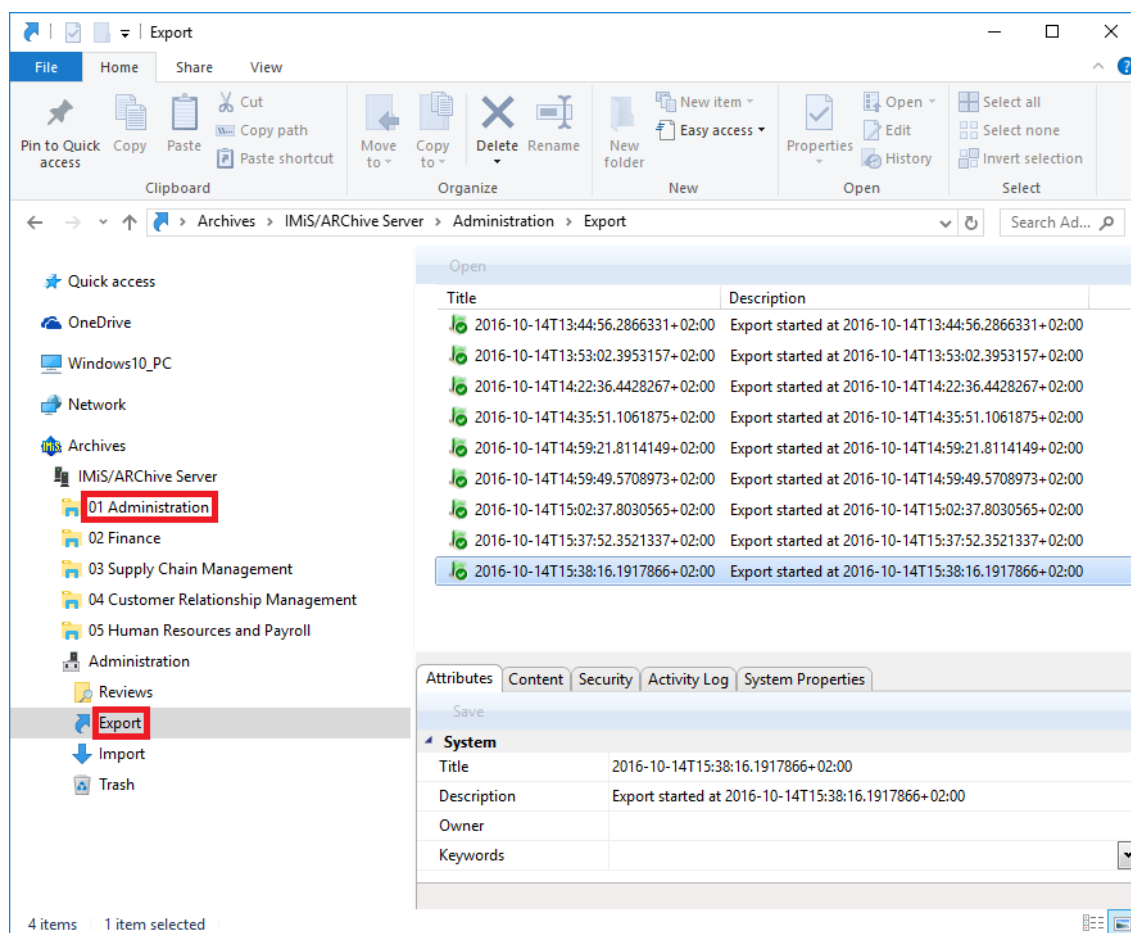 Export
File Home Share View
Pin to Quick access
Copy
Paste
Cut
Copy path
Paste shortcut
Clipboard
Move to
Copy to
Delete
Rename
Organize
New folder
New item
Easy access
New
Properties
Open
Edit
History
Open
Select all
Select none
Invert selection
Select
Archives > IMiS/ARChive Server > Administration > Export
Search Ad...
Quick access
OneDrive
Windows10_PC
Network
IMiS
Archives
IMiS/ARChive Server
01 Administration
02 Finance
03 Supply Chain Management
04 Customer Relationship Management
05 Human Resources and Payroll
Administration
Reviews
Export
Import
Trash
Open
Title Description
2016-10-14T13:44:56.2866331+02:00 Export started at 2016-10-14T13:44:56.2866331+02:00
2016-10-14T13:53:02.3953157+02:00 Export started at 2016-10-14T13:53:02.3953157+02:00
2016-10-14T14:22:36.4428267+02:00 Export started at 2016-10-14T14:22:36.4428267+02:00
2016-10-14T14:35:51.1061875+02:00 Export started at 2016-10-14T14:35:51.1061875+02:00
2016-10-14T14:59:21.8114149+02:00 Export started at 2016-10-14T14:59:21.8114149+02:00
2016-10-14T14:59:49.5708973+02:00 Export started at 2016-10-14T14:59:49.5708973+02:00
2016-10-14T15:02:37.8030565+02:00 Export started at 2016-10-14T15:02:37.8030565+02:00
2016-10-14T15:37:52.3521337+02:00 Export started at 2016-10-14T15:37:52.3521337+02:00
2016-10-14T15:38:16.1917866+02:00 Export started at 2016-10-14T15:38:16.1917866+02:00
Attributes Content Security Activity Log System Properties
Save
System
Title 2016-10-14T15:38:16.1917866+02:00
Description Export started at 2016-10-14T15:38:16.1917866+02:00
Owner
Keywords
4 items 1 item selected